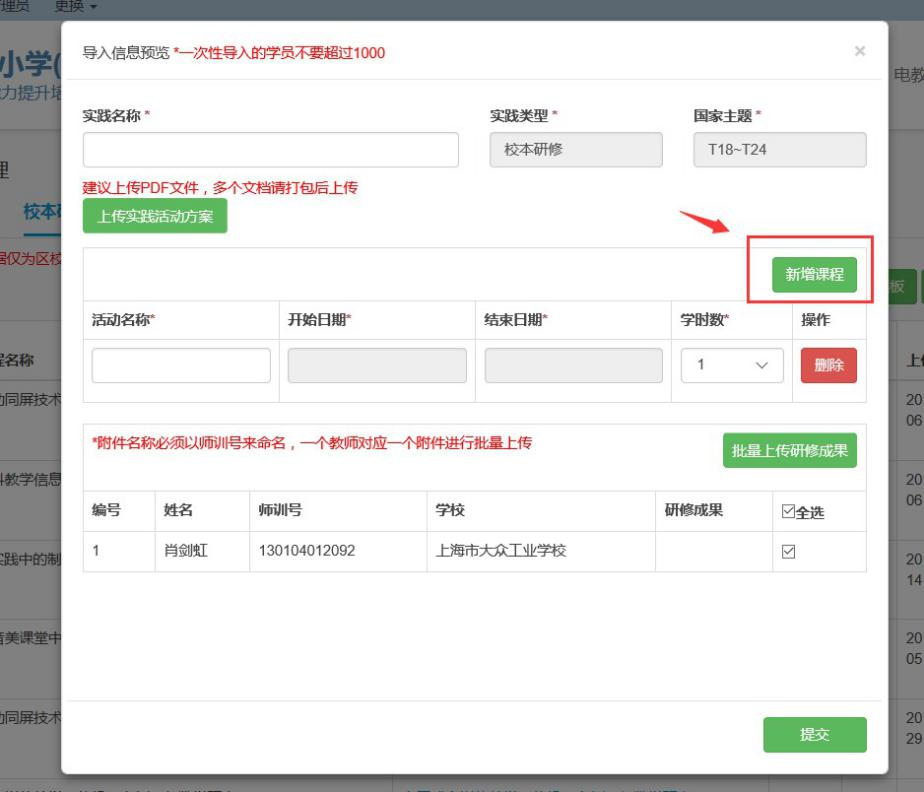 管理员 更换
小学(
力提升培
电教
理
校本研
据仅为区校
板
导入信息预览 *一次性导入的学员不要超过1000 ×
实践名称 * 实践类型 * 国家主题 *
校本研修 T18~T24
建议上传PDF文件，多个文档请打包后上传
上传实践活动方案
新增课程
活动名称* 开始日期* 结束日期* 学时数* 操作
1 删除
*附件名称必须以师训号来命名，一个教师对应一个附件进行批量上传 批量上传研修成果
编号 姓名 师训号 学校 研修成果 全选
1 肖剑虹 130104012092 上海市大众工业学校
提交
程名称 上传
动同屏技术 20
06
科教学信息 20
06
实践中的制 20
14
音美课堂中 20
05
动同屏技术 20
29